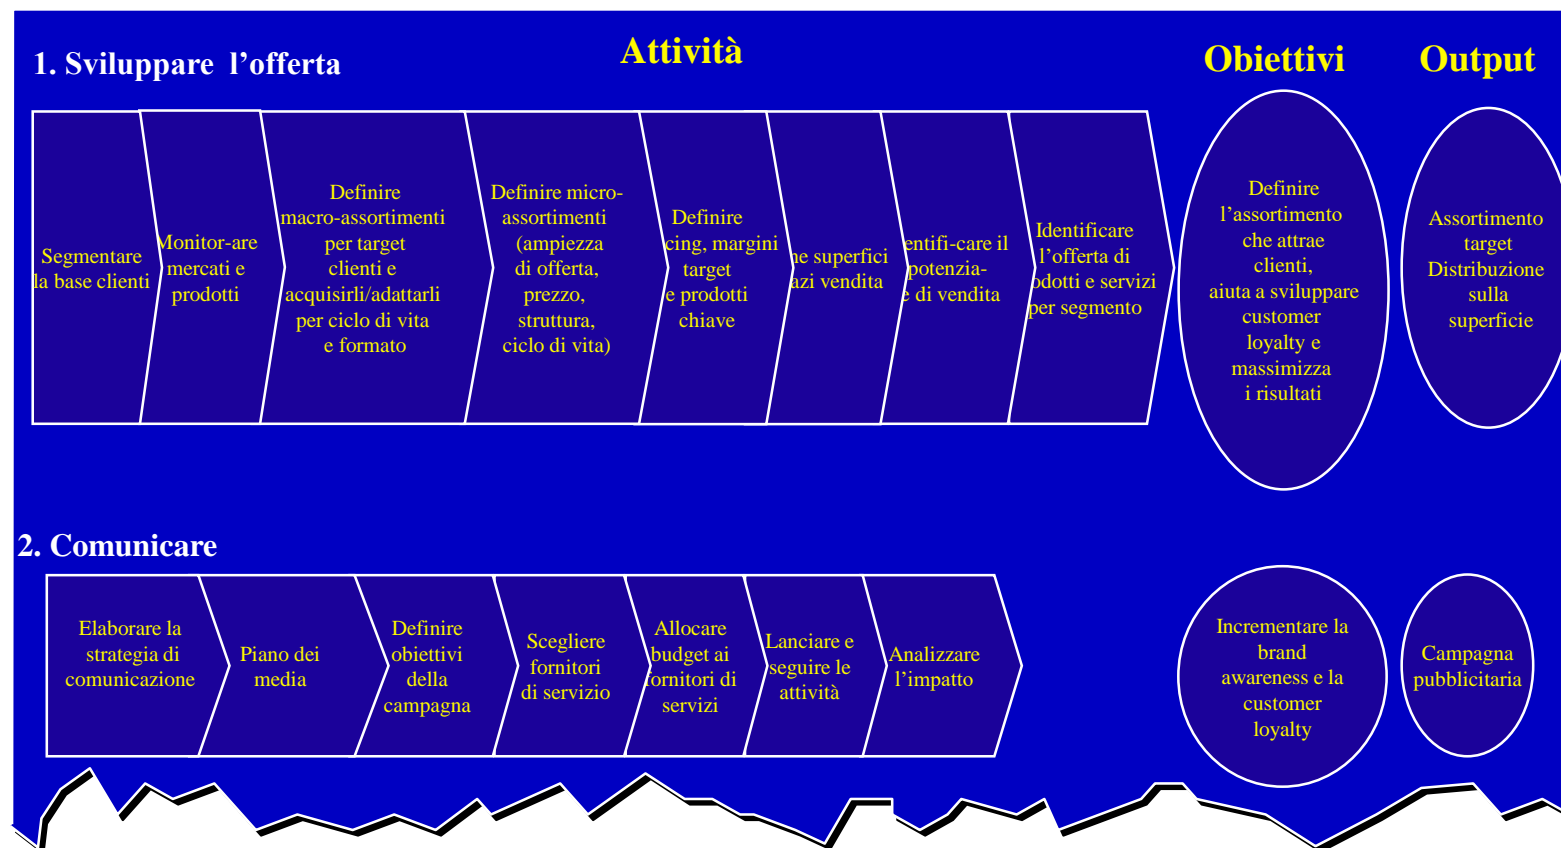 Attività
Obiettivi
Output
1. Sviluppare l’offerta
Segmentare
la base clienti
Monitor-are
mercati e
prodotti
Definire
macro-assortimenti
per target
clienti e
acquisirli/adattarli
per ciclo di vita
e formato
Definire micro-
assortimenti
(ampiezza
di offerta,
prezzo,
struttura,
ciclo di vita)
Definire
cing, margini
target
e prodotti
chiave
ne superfici
azi vendita
entifi-care il
potenzia-
e di vendita
Identificare
l’offerta di
odotti e servizi
per segmento
Definire
l’assortimento
che attrae
clienti,
aiuta a sviluppare
customer
loyalty e
massimizza
i risultati
Assortimento
target
Distribuzione
sulla
superficie
2. Comunicare
Elaborare la
strategia di
comunicazione
Piano dei
media
Definire
obiettivi
della
campagna
Scegliere
fornitori
di servizio
Allocare
budget ai
fornitori di
servizi
Lanciare e
seguire le
attività
Analizzare
l’impatto
Incrementare la
brand
awareness e la
customer
loyalty
Campagna
pubblicitaria